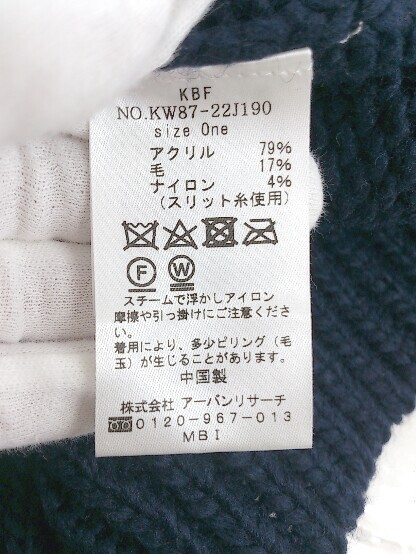 KBF
NO.KW87-22J190
size One
アクリル 79%
毛 17%
ナイロン 4%
(スリット糸使用)
F W
スチームで浮かしアイロン
摩擦や引っ掛けにご注意くださ
い。
着用により、多少ピリング(毛
玉)が生じることがあります。
中国製
株式会社 アーバンリサーチ
0120-967-013
MBI